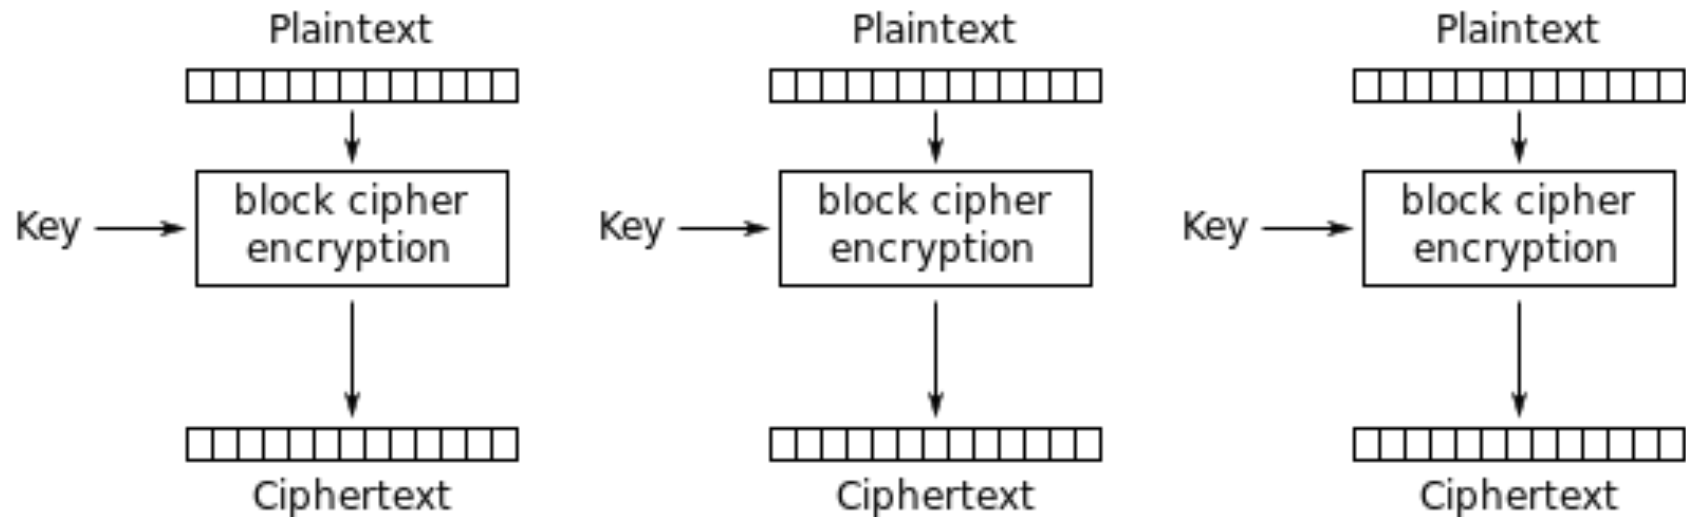 Plaintext Plaintext Plaintext
block cipher block cipher block cipher
Key Key Key
encryption encryption encryption
Ciphertext Ciphertext Ciphertext